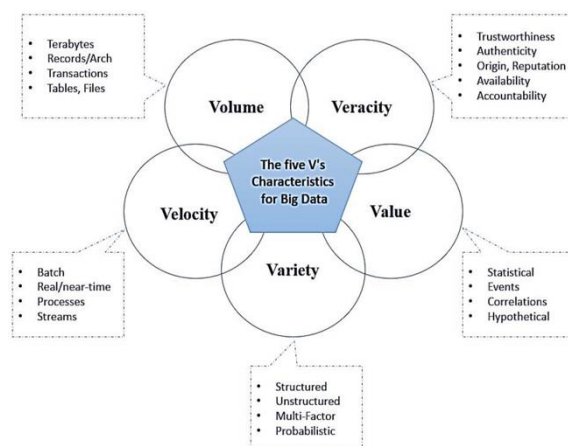 • Terabytes
• Records/Arch
• Transactions
• Tables, Files
• Trustworthiness
• Authenticity
• Origin, Reputation
• Availability
• Accountability
Volume
Veracity
The five V's
Characteristics
for Big Data
Velocity
Value
Variety
• Batch
• Real/near-time
• Processes
• Streams
• Statistical
• Events
• Correlations
• Hypothetical
• Structured
• Unstructured
• Multi-Factor
• Probabilistic